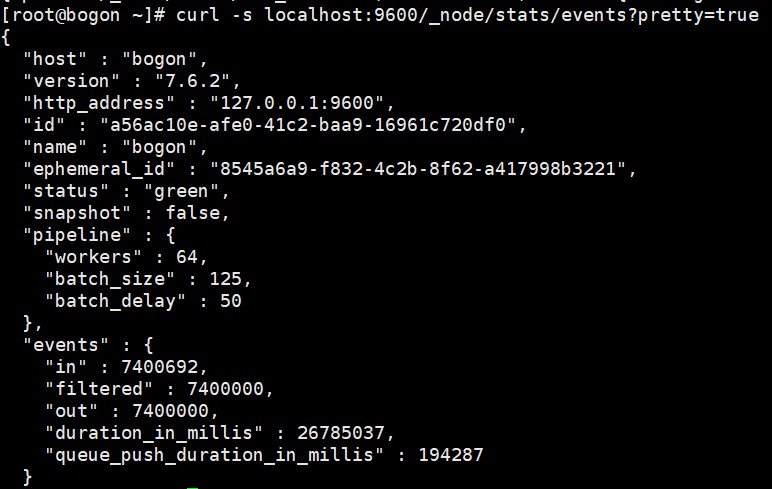 [root@bogon ~]# curl -s localhost:9600/_node/stats/events?pretty=true
{
  "host" : "bogon",
  "version" : "7.6.2",
  "http_address" : "127.0.0.1:9600",
  "id" : "a56ac10e-afe0-41c2-baa9-16961c720df0",
  "name" : "bogon",
  "ephemeral_id" : "8545a6a9-f832-4c2b-8f62-a417998b3221",
  "status" : "green",
  "snapshot" : false,
  "pipeline" : {
    "workers" : 64,
    "batch_size" : 125,
    "batch_delay" : 50
  },
  "events" : {
    "in" : 7400692,
    "filtered" : 7400000,
    "out" : 7400000,
    "duration_in_millis" : 26785037,
    "queue_push_duration_in_millis" : 194287
  }